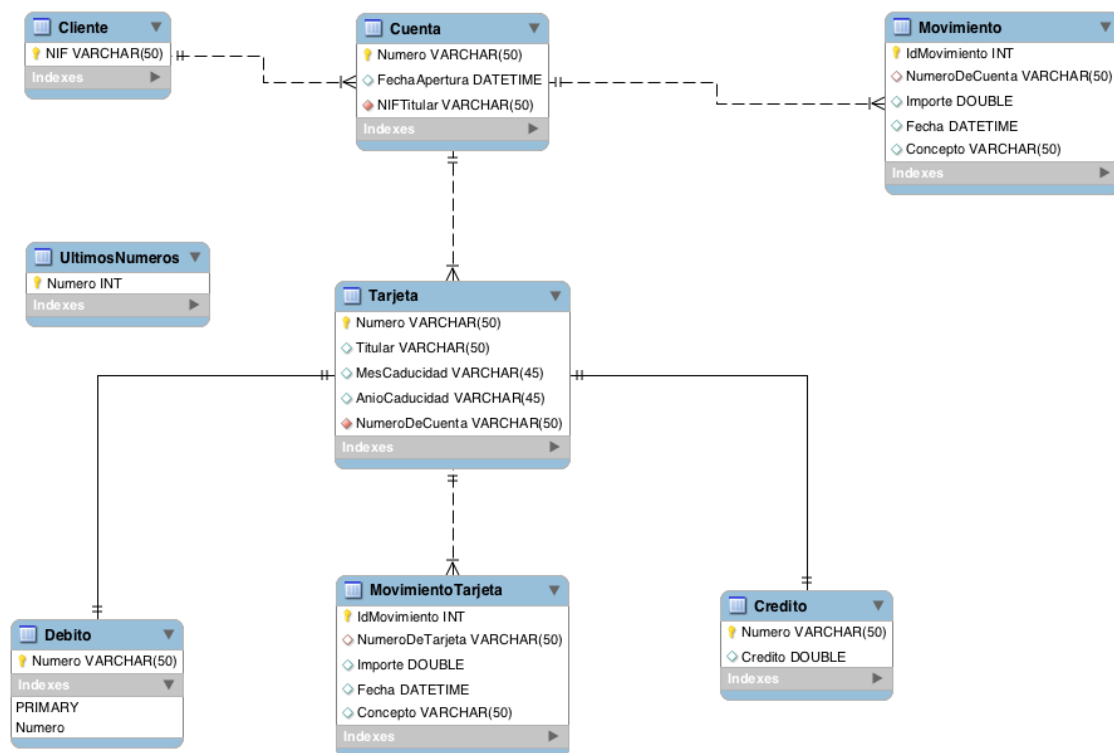 Cliente
NIF VARCHAR(50)
Indexes
Cuenta
Numero VARCHAR(50)
FechaApertura DATETIME
NIFTitular VARCHAR(50)
Indexes
Movimiento
IdMovimiento INT
NumeroDeCuenta VARCHAR(50)
Importe DOUBLE
Fecha DATETIME
Concepto VARCHAR(50)
Indexes
UltimosNumeros
Numero INT
Indexes
Tarjeta
Numero VARCHAR(50)
Titular VARCHAR(50)
MesCaducidad VARCHAR(45)
AnioCaducidad VARCHAR(45)
NumeroDeCuenta VARCHAR(50)
Indexes
Debito
Numero VARCHAR(50)
Indexes
PRIMARY
Numero
MovimientoTarjeta
IdMovimiento INT
NumeroDeTarjeta VARCHAR(50)
Importe DOUBLE
Fecha DATETIME
Concepto VARCHAR(50)
Indexes
Credito
Numero VARCHAR(50)
Credito DOUBLE
Indexes